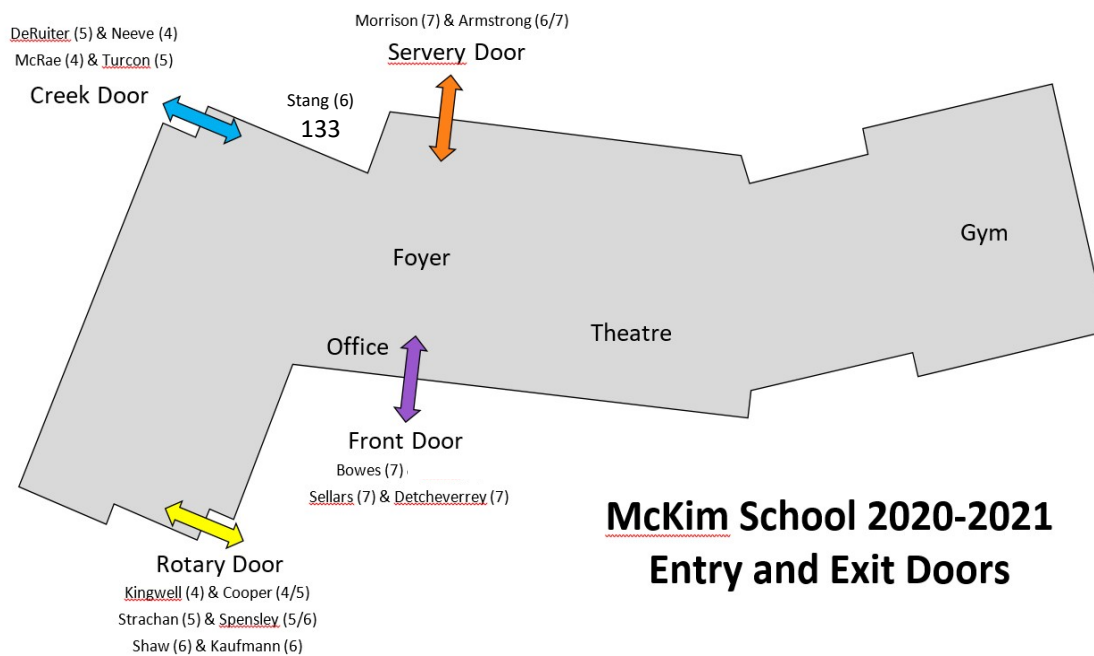 Morrison (7) & Armstrong (6/7)
Servery Door
DeRuiter (5) & Neeve (4)
McRae (4) & Turcon (5)
Creek Door
Stang (6)
133
Foyer
Gym
Theatre
Office
Front Door
Bowes (7)
Sellars (7) & Detcheverrey (7)
McKim School 2020-2021
Entry and Exit Doors
Rotary Door
Kingwell (4) & Cooper (4/5)
Strachan (5) & Spensley (5/6)
Shaw (6) & Kaufmann (6)